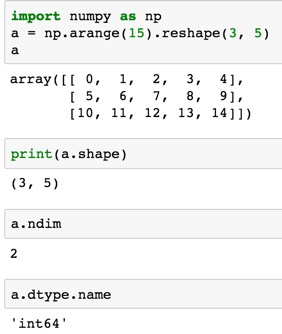 import numpy as np
a = np.arange(15).reshape(3, 5)
a
array([[ 0,  1,  2,  3,  4],
       [ 5,  6,  7,  8,  9],
       [10, 11, 12, 13, 14]])
print(a.shape)
(3, 5)
a.ndim
2
a.dtype.name
'int64'